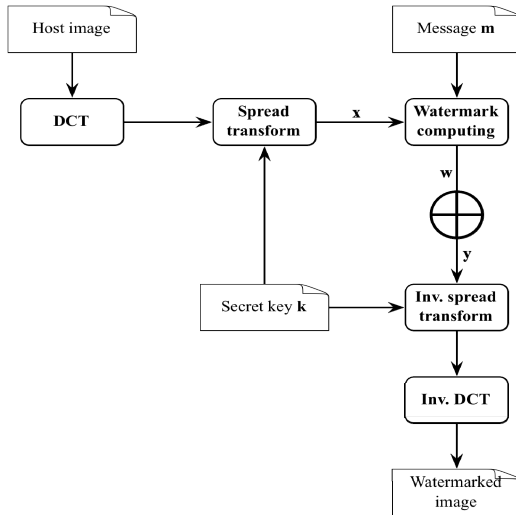 Host image
Message m
DCT
Spread
transform
x
Watermark
computing
w
y
Secret key k
Inv. spread
transform
Inv. DCT
Watermarked
image